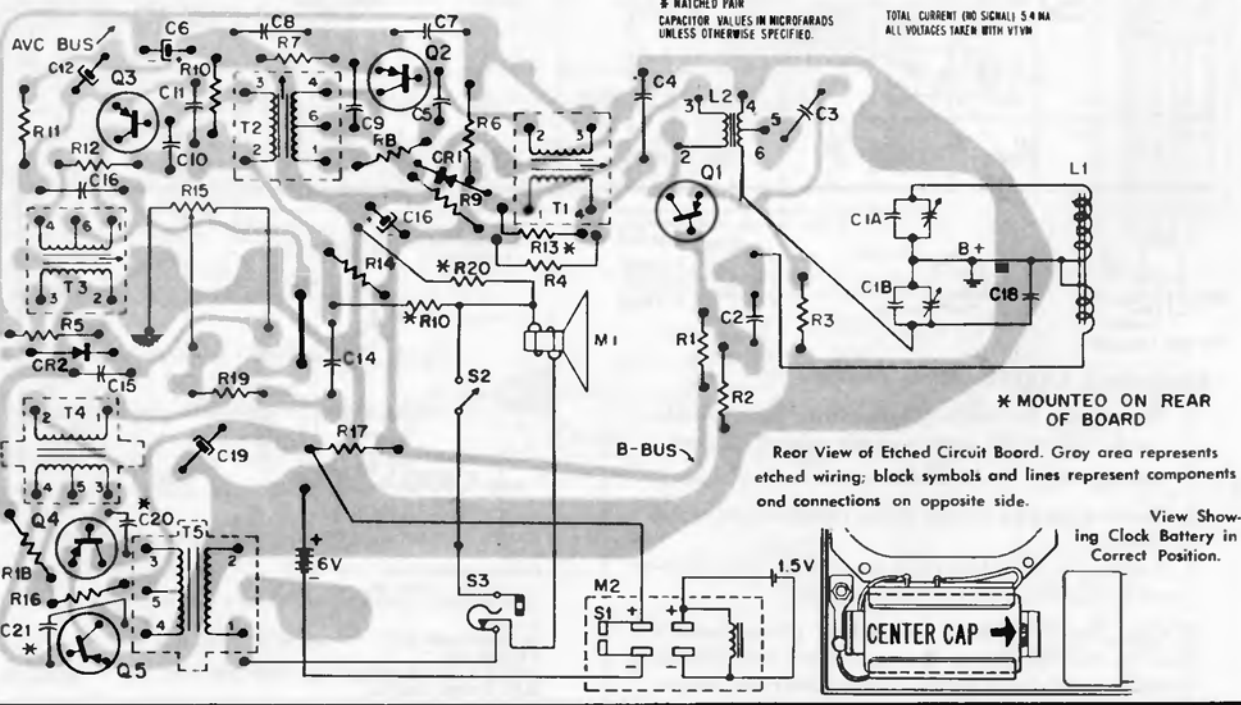 * MATCHED PAIR
CAPACITOR VALUES IN MICROFARADS
UNLESS OTHERWISE SPECIFIED.
TOTAL CURRENT (NO SIGNAL) 5.4 MA
ALL VOLTAGES TAKEN WITH VTVM
AVC BUS
C6
C8
C7
R7
Q2
C12
Q3
R10
C11
3
4
T2
6
2
1
C9
C5
R6
C4
L2
3
4
5
2
6
C3
R11
R12
C10
R8
CR1
R9
2
3
1
T1
4
Q1
L1
C16
R15
C16
C1A
4
6
1
T3
3
2
R13 *
R4
R14
*R20
*R10
B+
C1B
C18
R5
CR2
C15
C14
M1
R1
C2
R3
R2
R19
S2
2
T4
1
4
5
3
C19
R17
B-BUS
* MOUNTED ON REAR
OF BOARD
Rear View of Etched Circuit Board. Gray area represents
etched wiring; block symbols and lines represent components
and connections on opposite side.
View Show-
ing Clock Battery in
Correct Position.
Q4
*
C20
T5
3
2
5
4
1
R18
R16
C21
*
Q5
+
6V
-
S3
M2
S1
+
+
-
-
1.5V
CENTER CAP